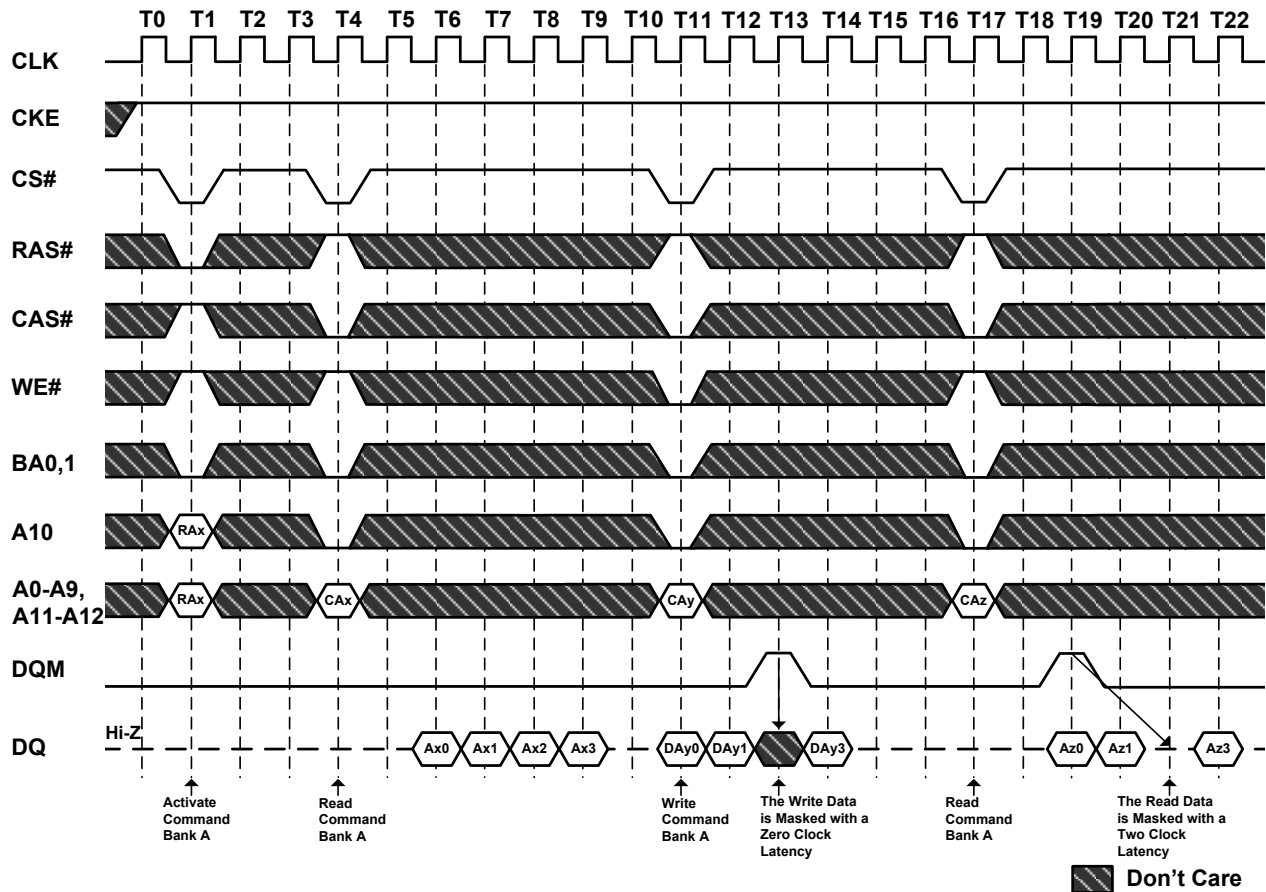 T0 T1 T2 T3 T4 T5 T6 T7 T8 T9 T10 T11 T12 T13 T14 T15 T16 T17 T18 T19 T20 T21 T22
CLK
CKE
CS#
RAS#
CAS#
WE#
BA0,1
A10 RAx
A0-A9,
A11-A12 RAx CAx CAy CAz
DQM
Hi-Z
DQ Ax0 Ax1 Ax2 Ax3 DAy0 DAy1 DAy3 Az0 Az1 Az3
Activate
Command
Bank A
Read
Command
Bank A
Write
Command
Bank A
The Write Data
is Masked with a
Zero Clock
Latency
Read
Command
Bank A
The Read Data
is Masked with a
Two Clock
Latency
Don't Care